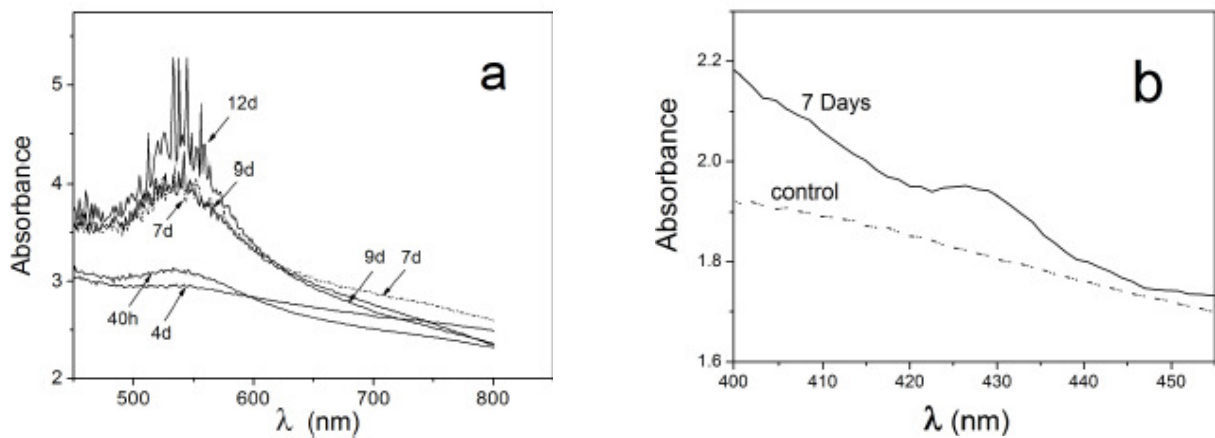 a
Absorbance
5
4
3
2
12d
9d
7d
9d
7d
40h
4d
500
600
700
800
λ (nm)
b
Absorbance
2.2
2.0
1.8
1.6
7 Days
control
400
410
420
430
440
450
λ (nm)